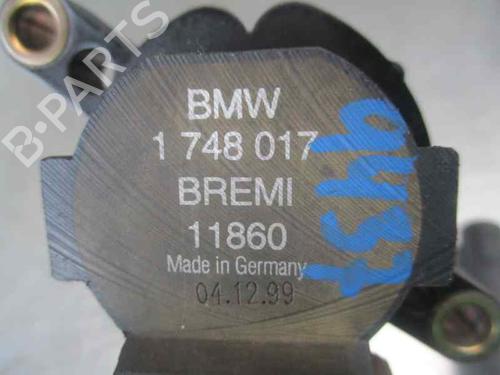 B-PARTS
BMW
1 748 017
BREMI
11860
Made in Germany
04.12.99